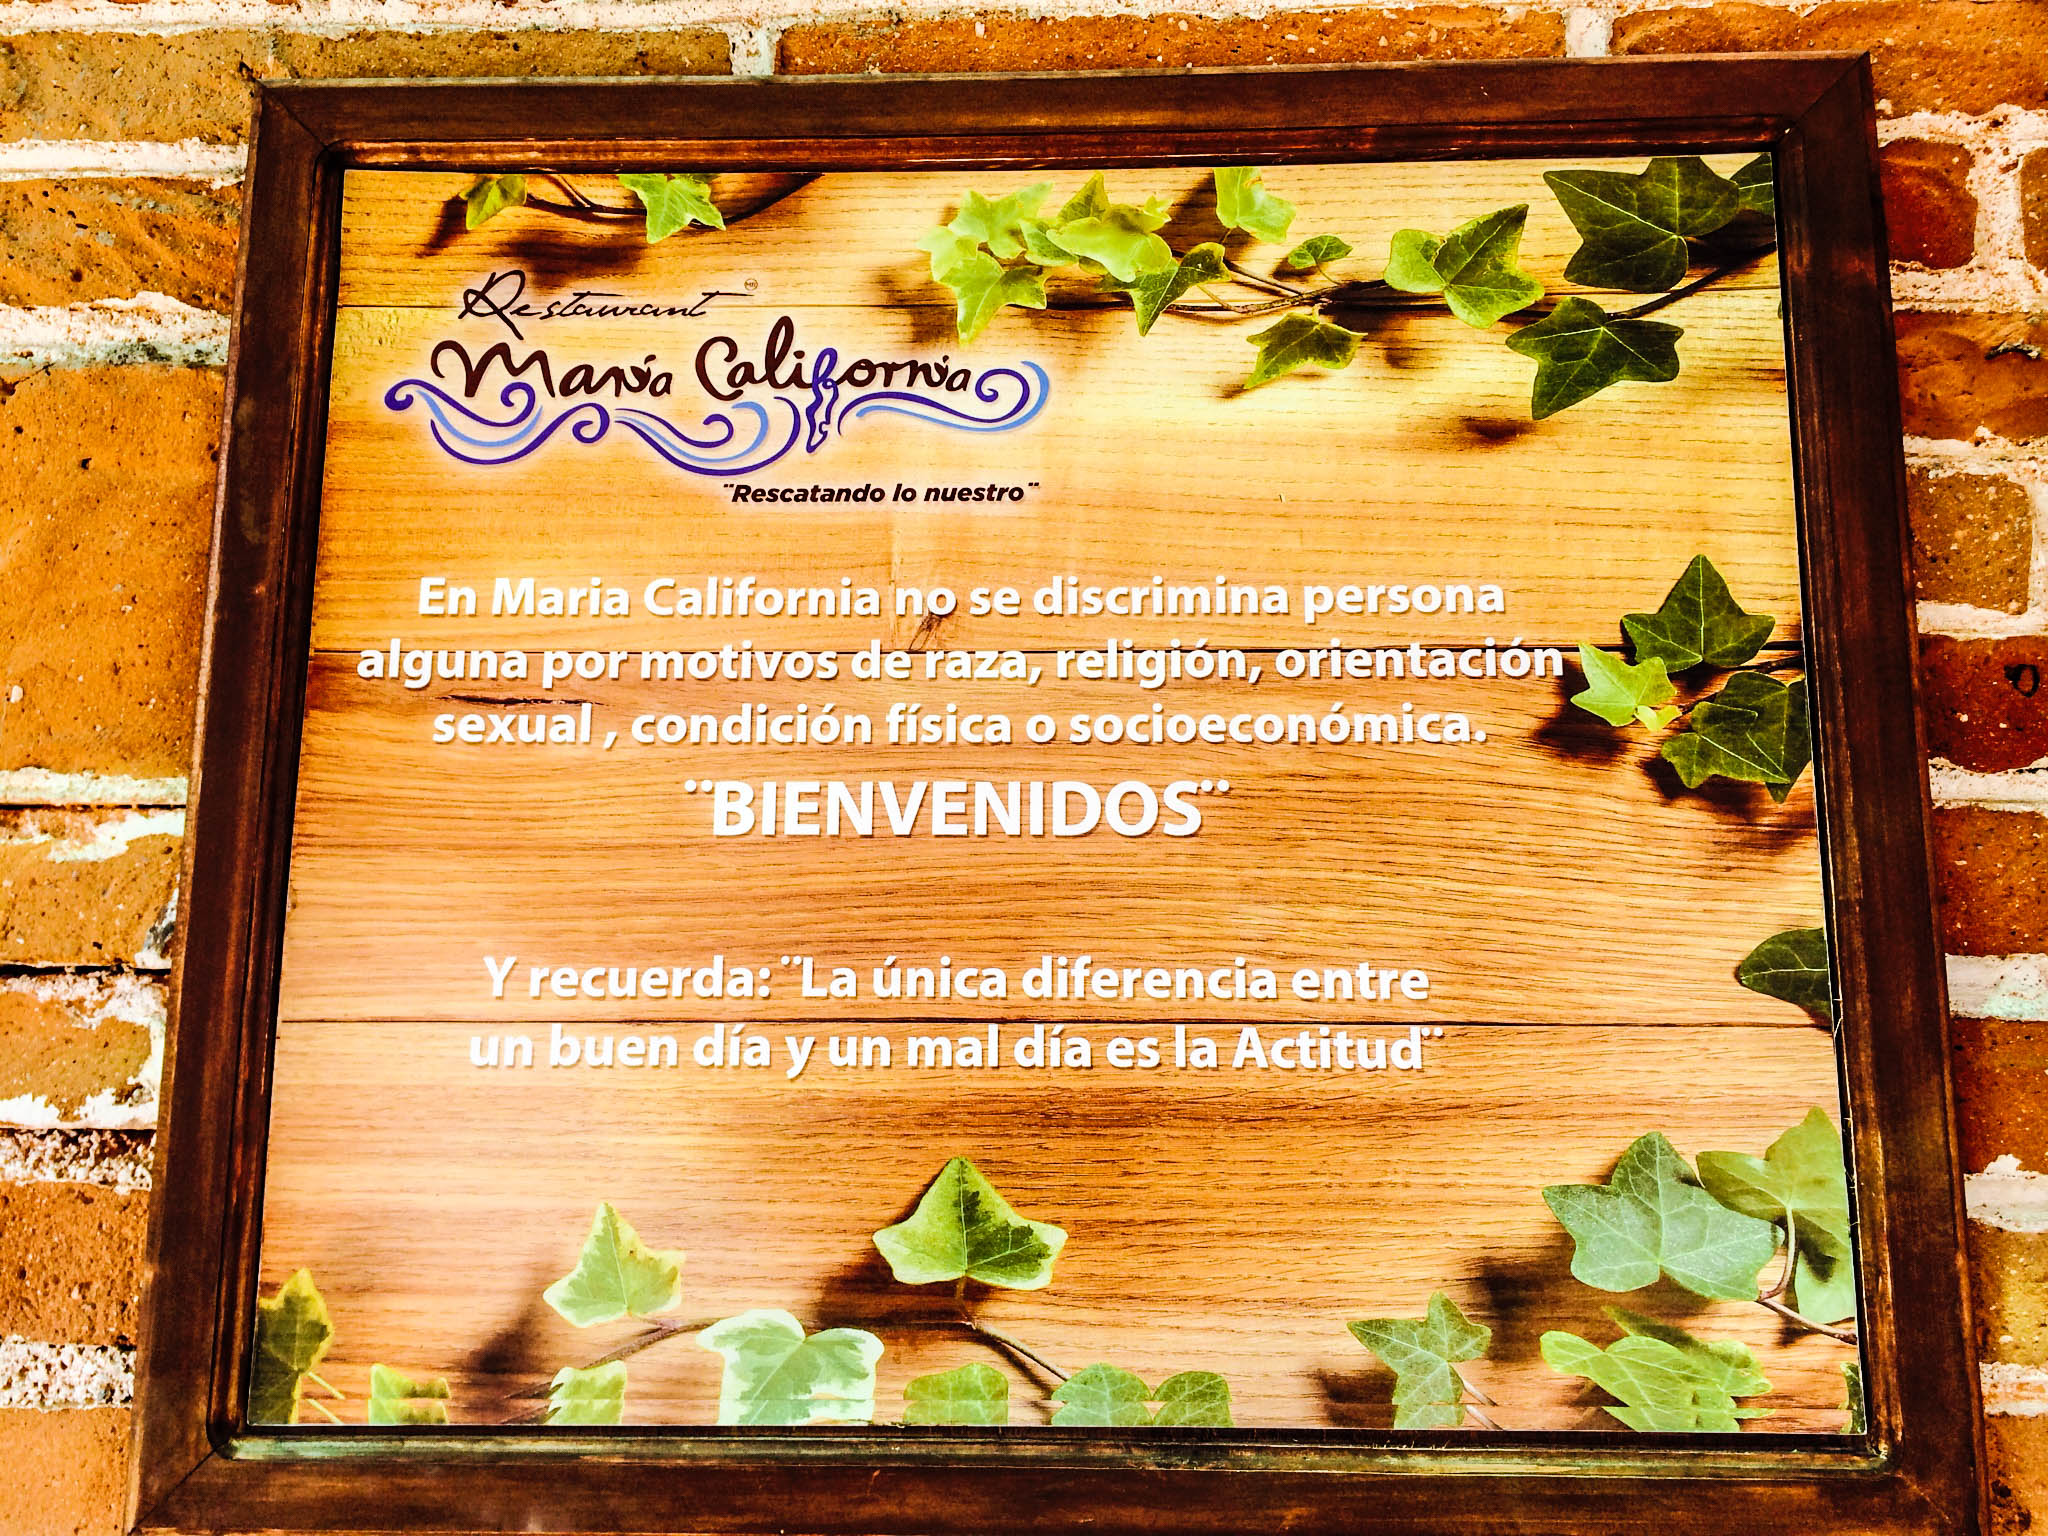 Restaurant MR
Maria California
¨Rescatando lo nuestro¨
En Maria California no se discrimina persona
alguna por motivos de raza, religión, orientación
sexual , condición física o socioeconómica.
¨BIENVENIDOS¨
Y recuerda: ¨La única diferencia entre
un buen día y un mal día es la Actitud¨